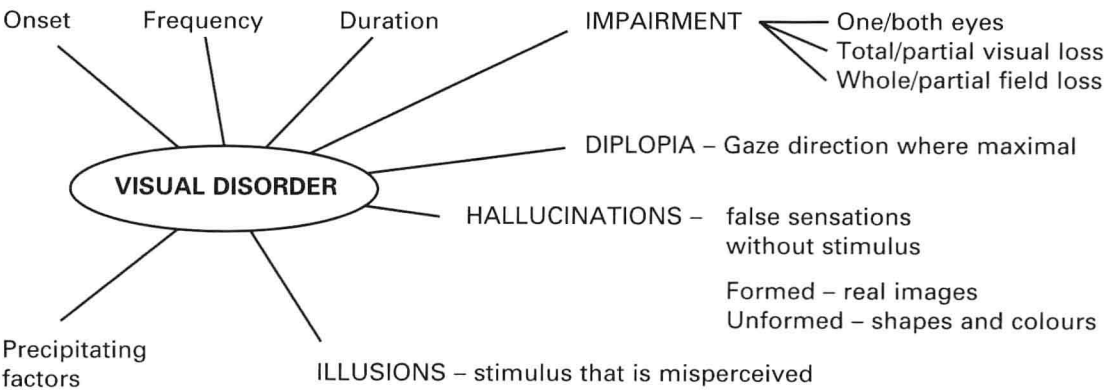 Onset Frequency Duration IMPAIRMENT One/both eyes
Total/partial visual loss
Whole/partial field loss
DIPLOPIA – Gaze direction where maximal
VISUAL DISORDER
HALLUCINATIONS – false sensations
without stimulus
Formed – real images
Unformed – shapes and colours
Precipitating
factors
ILLUSIONS – stimulus that is misperceived